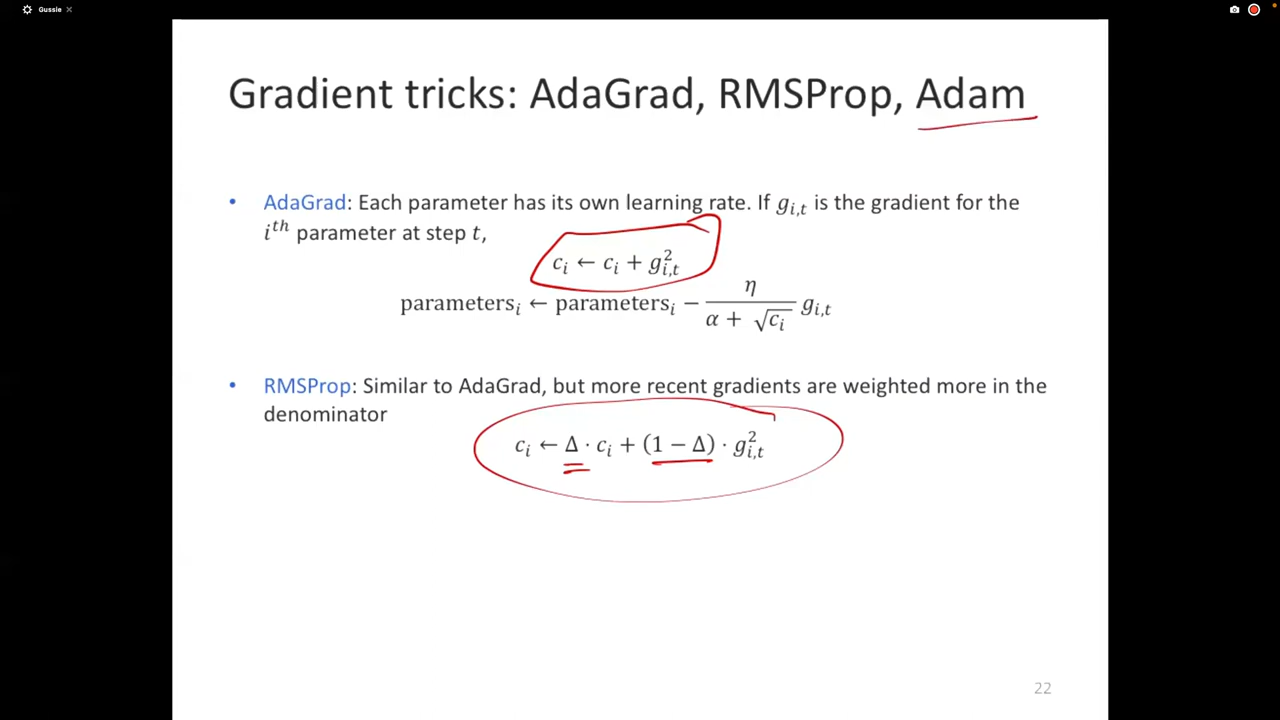 Gussie ×
Gradient tricks: AdaGrad, RMSProp, Adam
• AdaGrad: Each parameter has its own learning rate. If g_{i,t} is the gradient for the
i^{th} parameter at step t,
c_i ← c_i + g_{i,t}^2
parameters_i ← parameters_i − \frac{η}{α + √c_i} g_{i,t}
• RMSProp: Similar to AdaGrad, but more recent gradients are weighted more in the
denominator
c_i ← Δ · c_i + (1 − Δ) · g_{i,t}^2
22